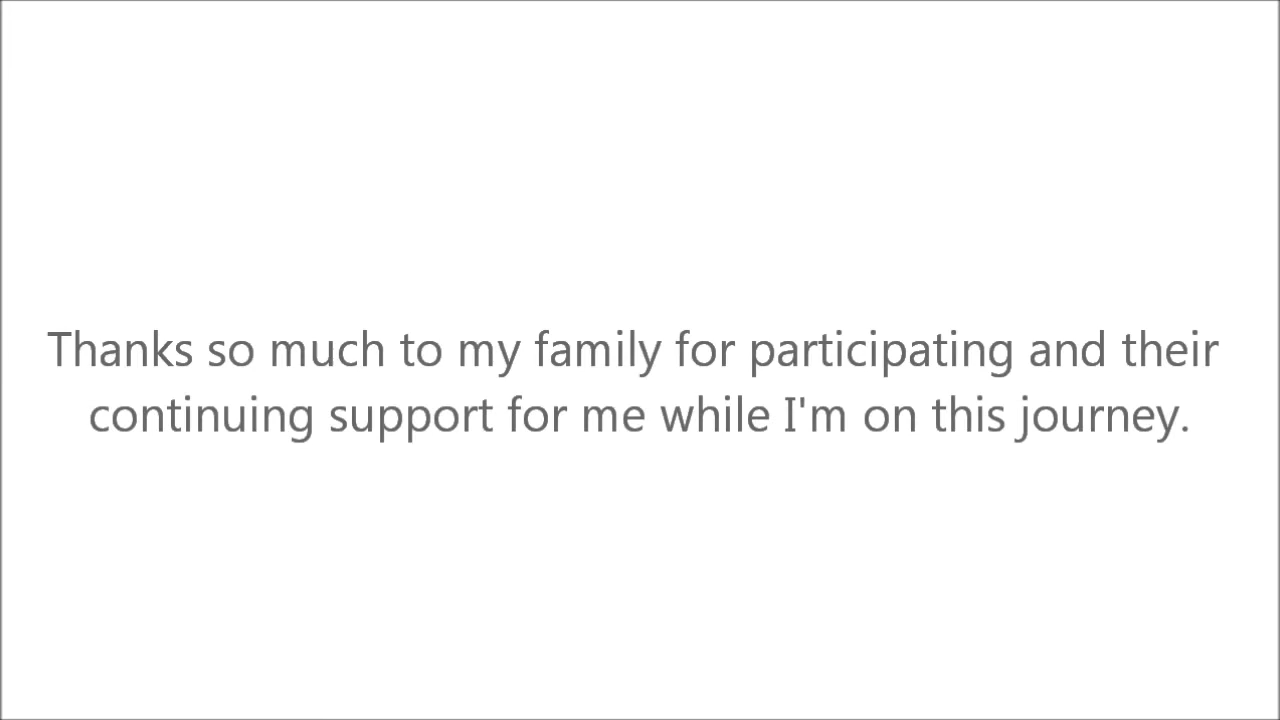 Thanks so much to my family for participating and their
continuing support for me while I'm on this journey.